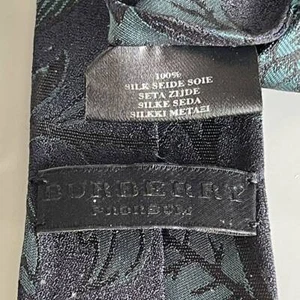 100%
SILK SEIDE SOIE
SETA ZIJDE
SILKE SEDA
SILKKI METAEI
BURBERRY
PRORSUM